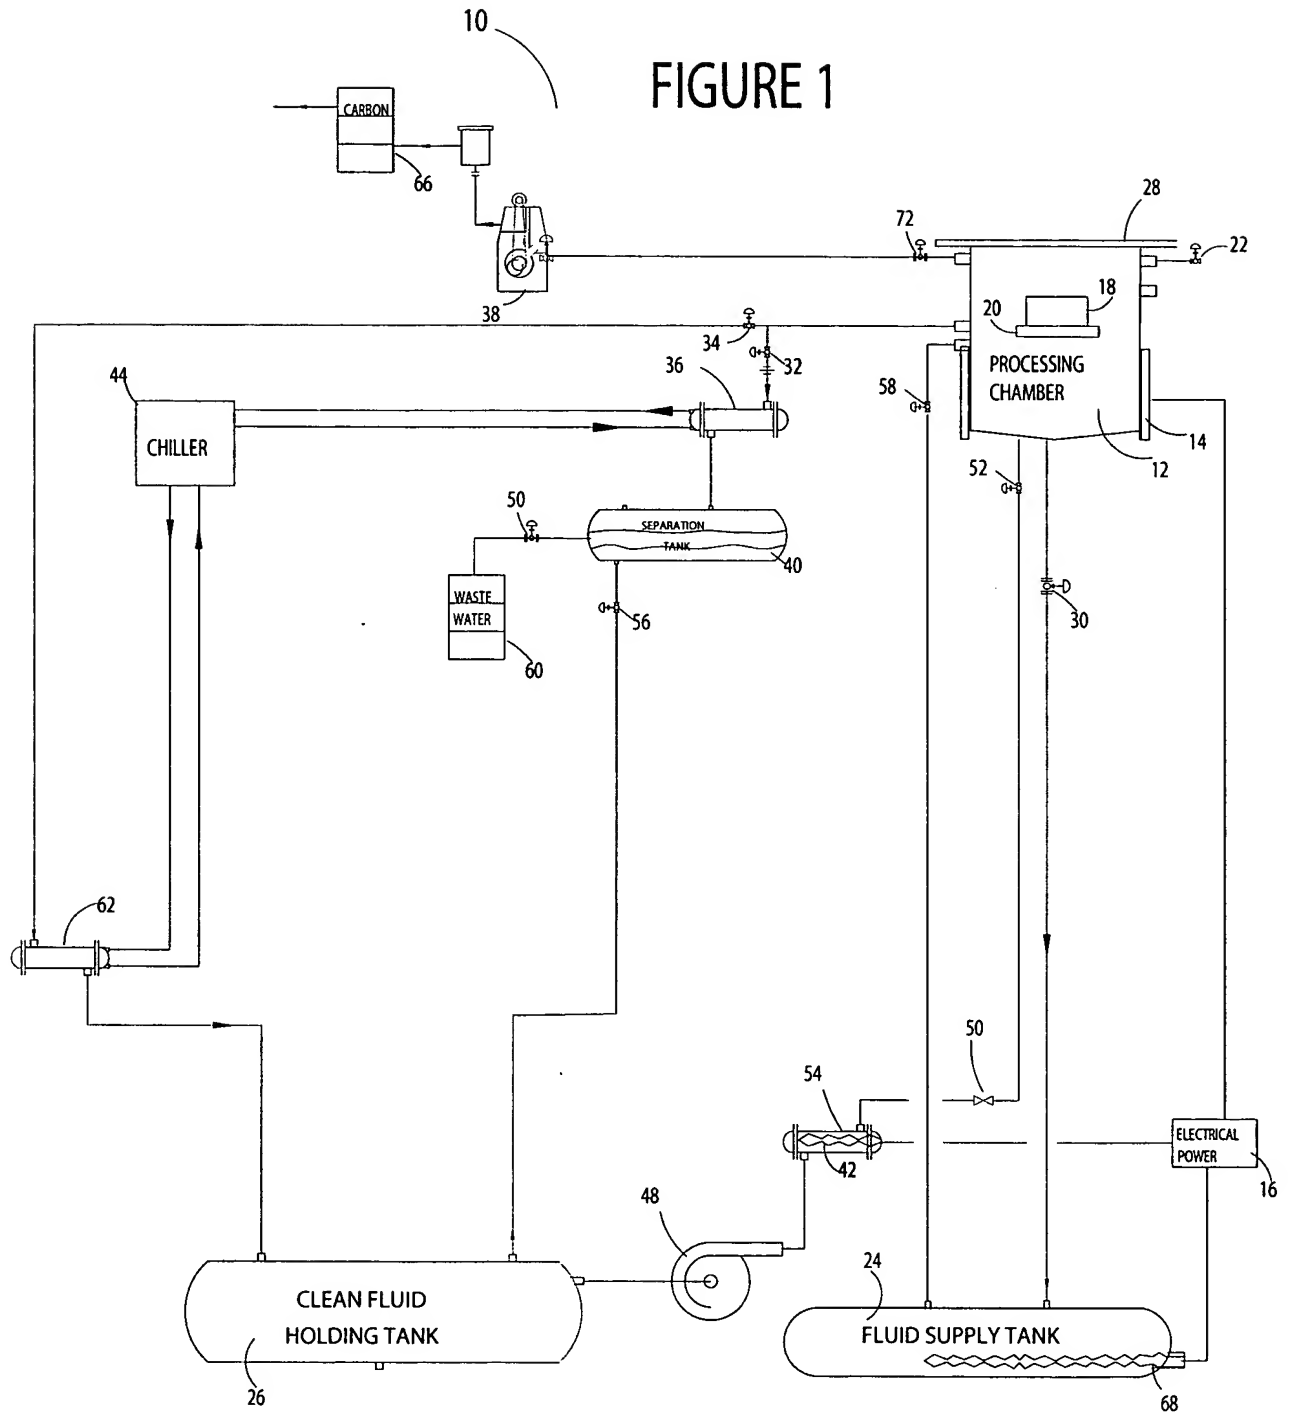 10
FIGURE 1
CARBON
66
28
72
22
38
18
20
34
32
36
PROCESSING
CHAMBER
58
44
14
12
CHILLER
52
50
SEPARATION
TANK
40
WASTE
WATER
56
30
60
62
50
54
ELECTRICAL
POWER
42
16
48
24
CLEAN FLUID
HOLDING TANK
FLUID SUPPLY TANK
26
68